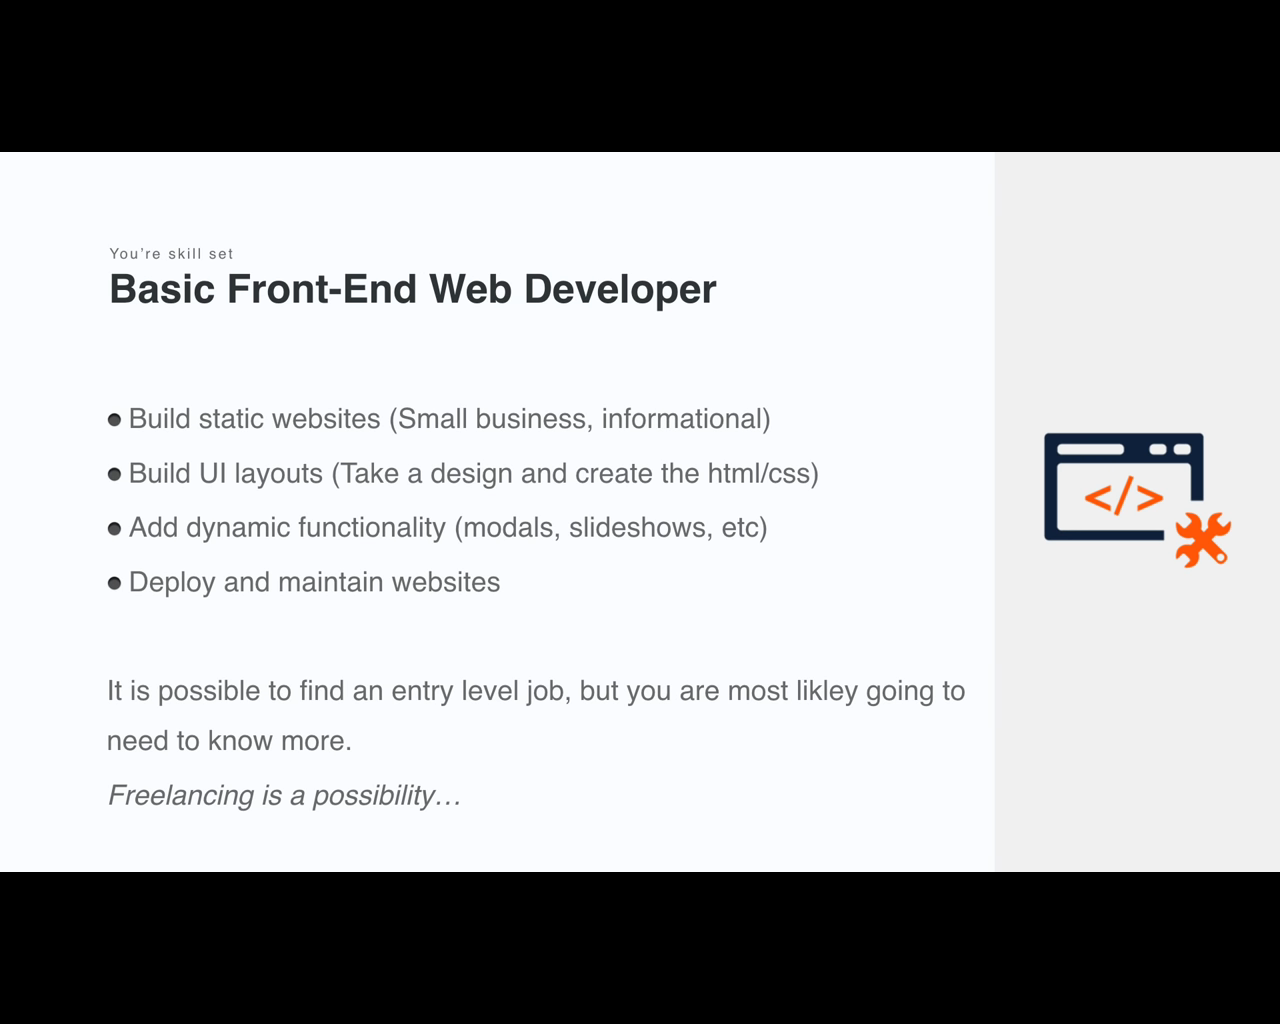 You’re skill set
Basic Front-End Web Developer
Build static websites (Small business, informational)
Build UI layouts (Take a design and create the html/css)
Add dynamic functionality (modals, slideshows, etc)
Deploy and maintain websites
It is possible to find an entry level job, but you are most likley going to
need to know more.
Freelancing is a possibility…
</>